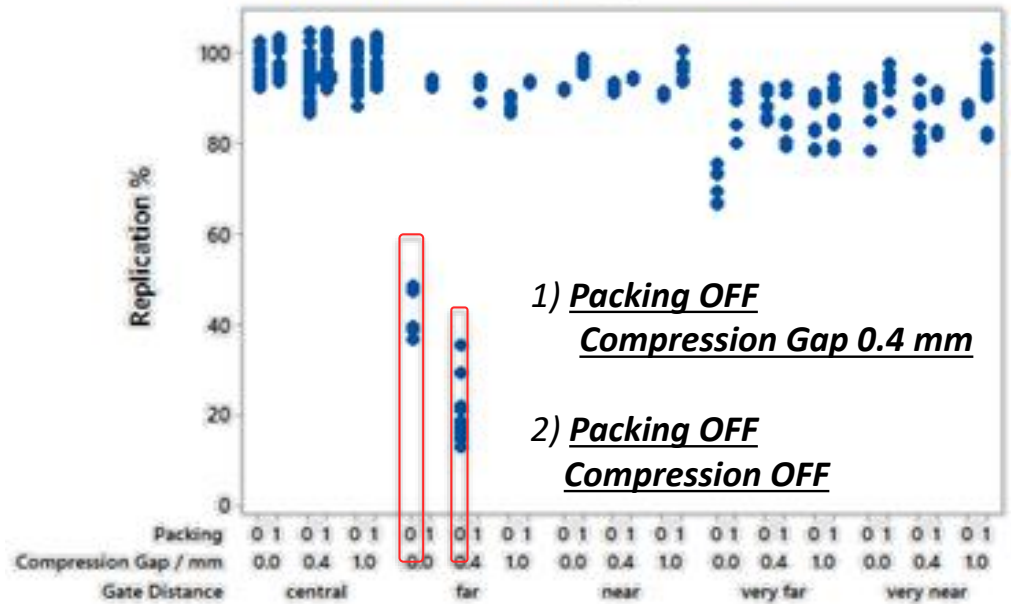 100
80
60
40
20
0
Replication %
1) Packing OFF
Compression Gap 0.4 mm
2) Packing OFF
Compression OFF
Packing 0 1 0 1 0 1 0 1 0 1 0 1 0 1 0 1 0 1 0 1 0 1 0 1 0 1 0 1 0 1
Compression Gap / mm 0.0 0.4 1.0 0.0 0.4 1.0 0.0 0.4 1.0 0.0 0.4 1.0 0.0 0.4 1.0
Gate Distance central far near very far very near